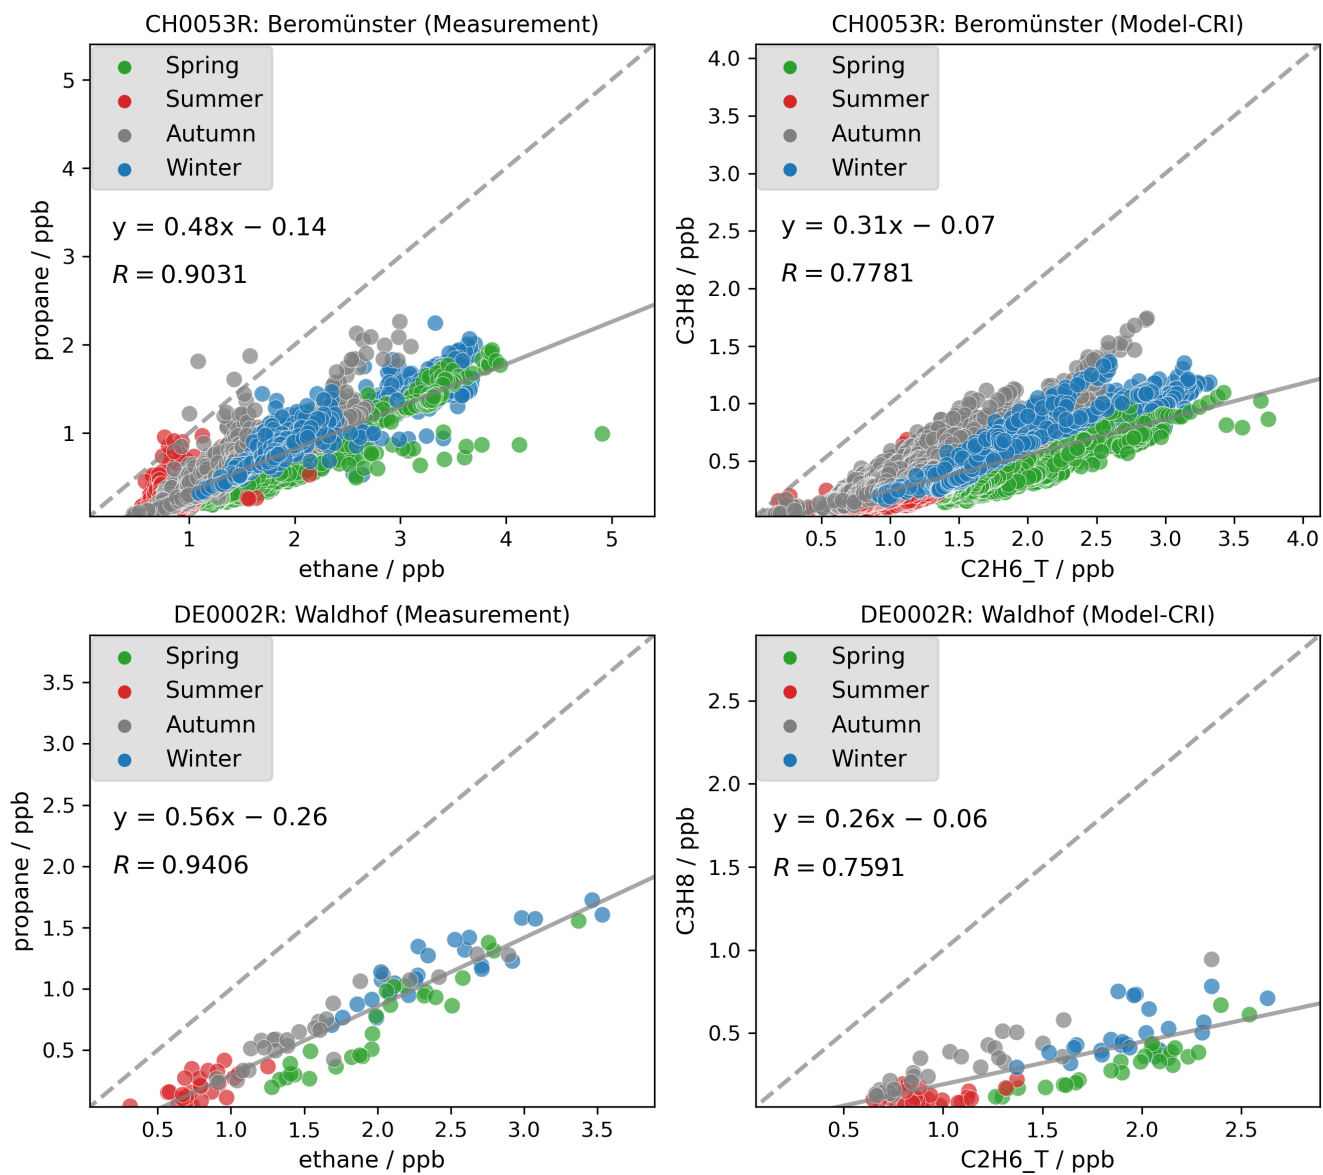 CH0053R: Beromünster (Measurement)
Spring
Summer
Autumn
Winter
y = 0.48x − 0.14
R = 0.9031
5
4
3
2
1
propane / ppb
1
2
3
4
5
ethane / ppb
CH0053R: Beromünster (Model-CRI)
Spring
Summer
Autumn
Winter
y = 0.31x − 0.07
R = 0.7781
4.0
3.5
3.0
2.5
2.0
1.5
1.0
0.5
C3H8 / ppb
0.5
1.0
1.5
2.0
2.5
3.0
3.5
4.0
C2H6_T / ppb
DE0002R: Waldhof (Measurement)
Spring
Summer
Autumn
Winter
y = 0.56x − 0.26
R = 0.9406
3.5
3.0
2.5
2.0
1.5
1.0
0.5
propane / ppb
0.5
1.0
1.5
2.0
2.5
3.0
3.5
ethane / ppb
DE0002R: Waldhof (Model-CRI)
Spring
Summer
Autumn
Winter
y = 0.26x − 0.06
R = 0.7591
2.5
2.0
1.5
1.0
0.5
C3H8 / ppb
0.5
1.0
1.5
2.0
2.5
C2H6_T / ppb